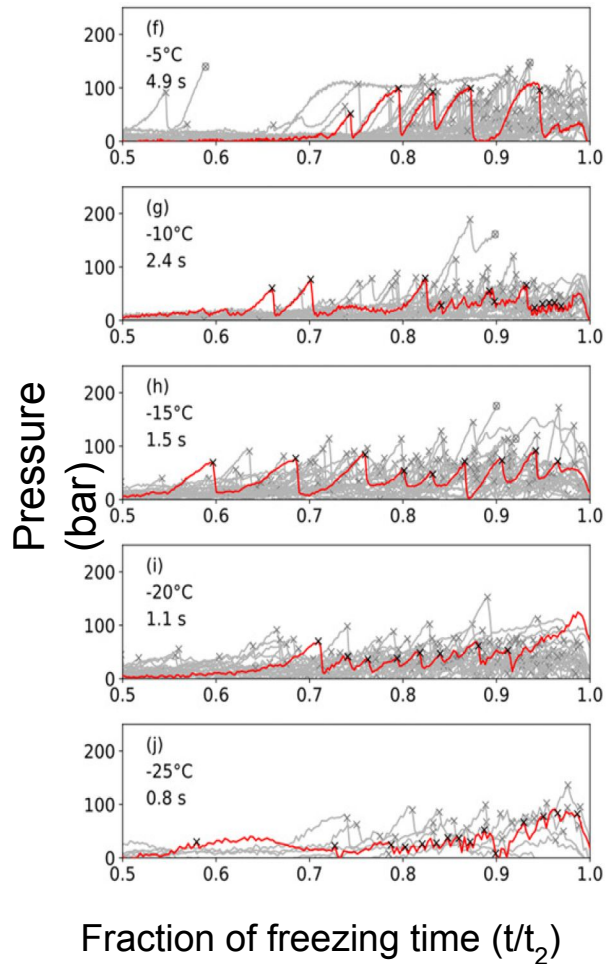 200
100
0
(f)
-5°C
4.9 s
0.5 0.6 0.7 0.8 0.9 1.0
200
100
0
(g)
-10°C
2.4 s
0.5 0.6 0.7 0.8 0.9 1.0
200
100
0
(h)
-15°C
1.5 s
0.5 0.6 0.7 0.8 0.9 1.0
200
100
0
(i)
-20°C
1.1 s
0.5 0.6 0.7 0.8 0.9 1.0
200
100
0
(j)
-25°C
0.8 s
0.5 0.6 0.7 0.8 0.9 1.0
Pressure
(bar)
Fraction of freezing time (t/t₂)